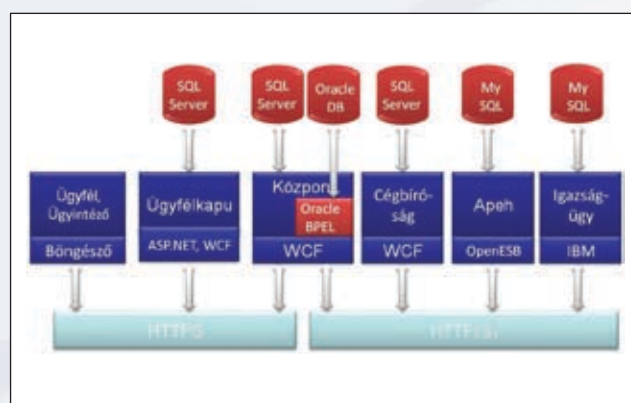 SQL
Server
SQL
Server
Oracle
DB
SQL
Server
My
SQL
My
SQL
Ügyfél,
Ügyintéző
Böngésző
Ügyfélkapu
ASP.NET, WCF
Központ
Oracle
BPEL
WCF
Cégbíró-
ság
WCF
Apeh
OpenESB
Igazság-
ügy
IBM
HTTPS